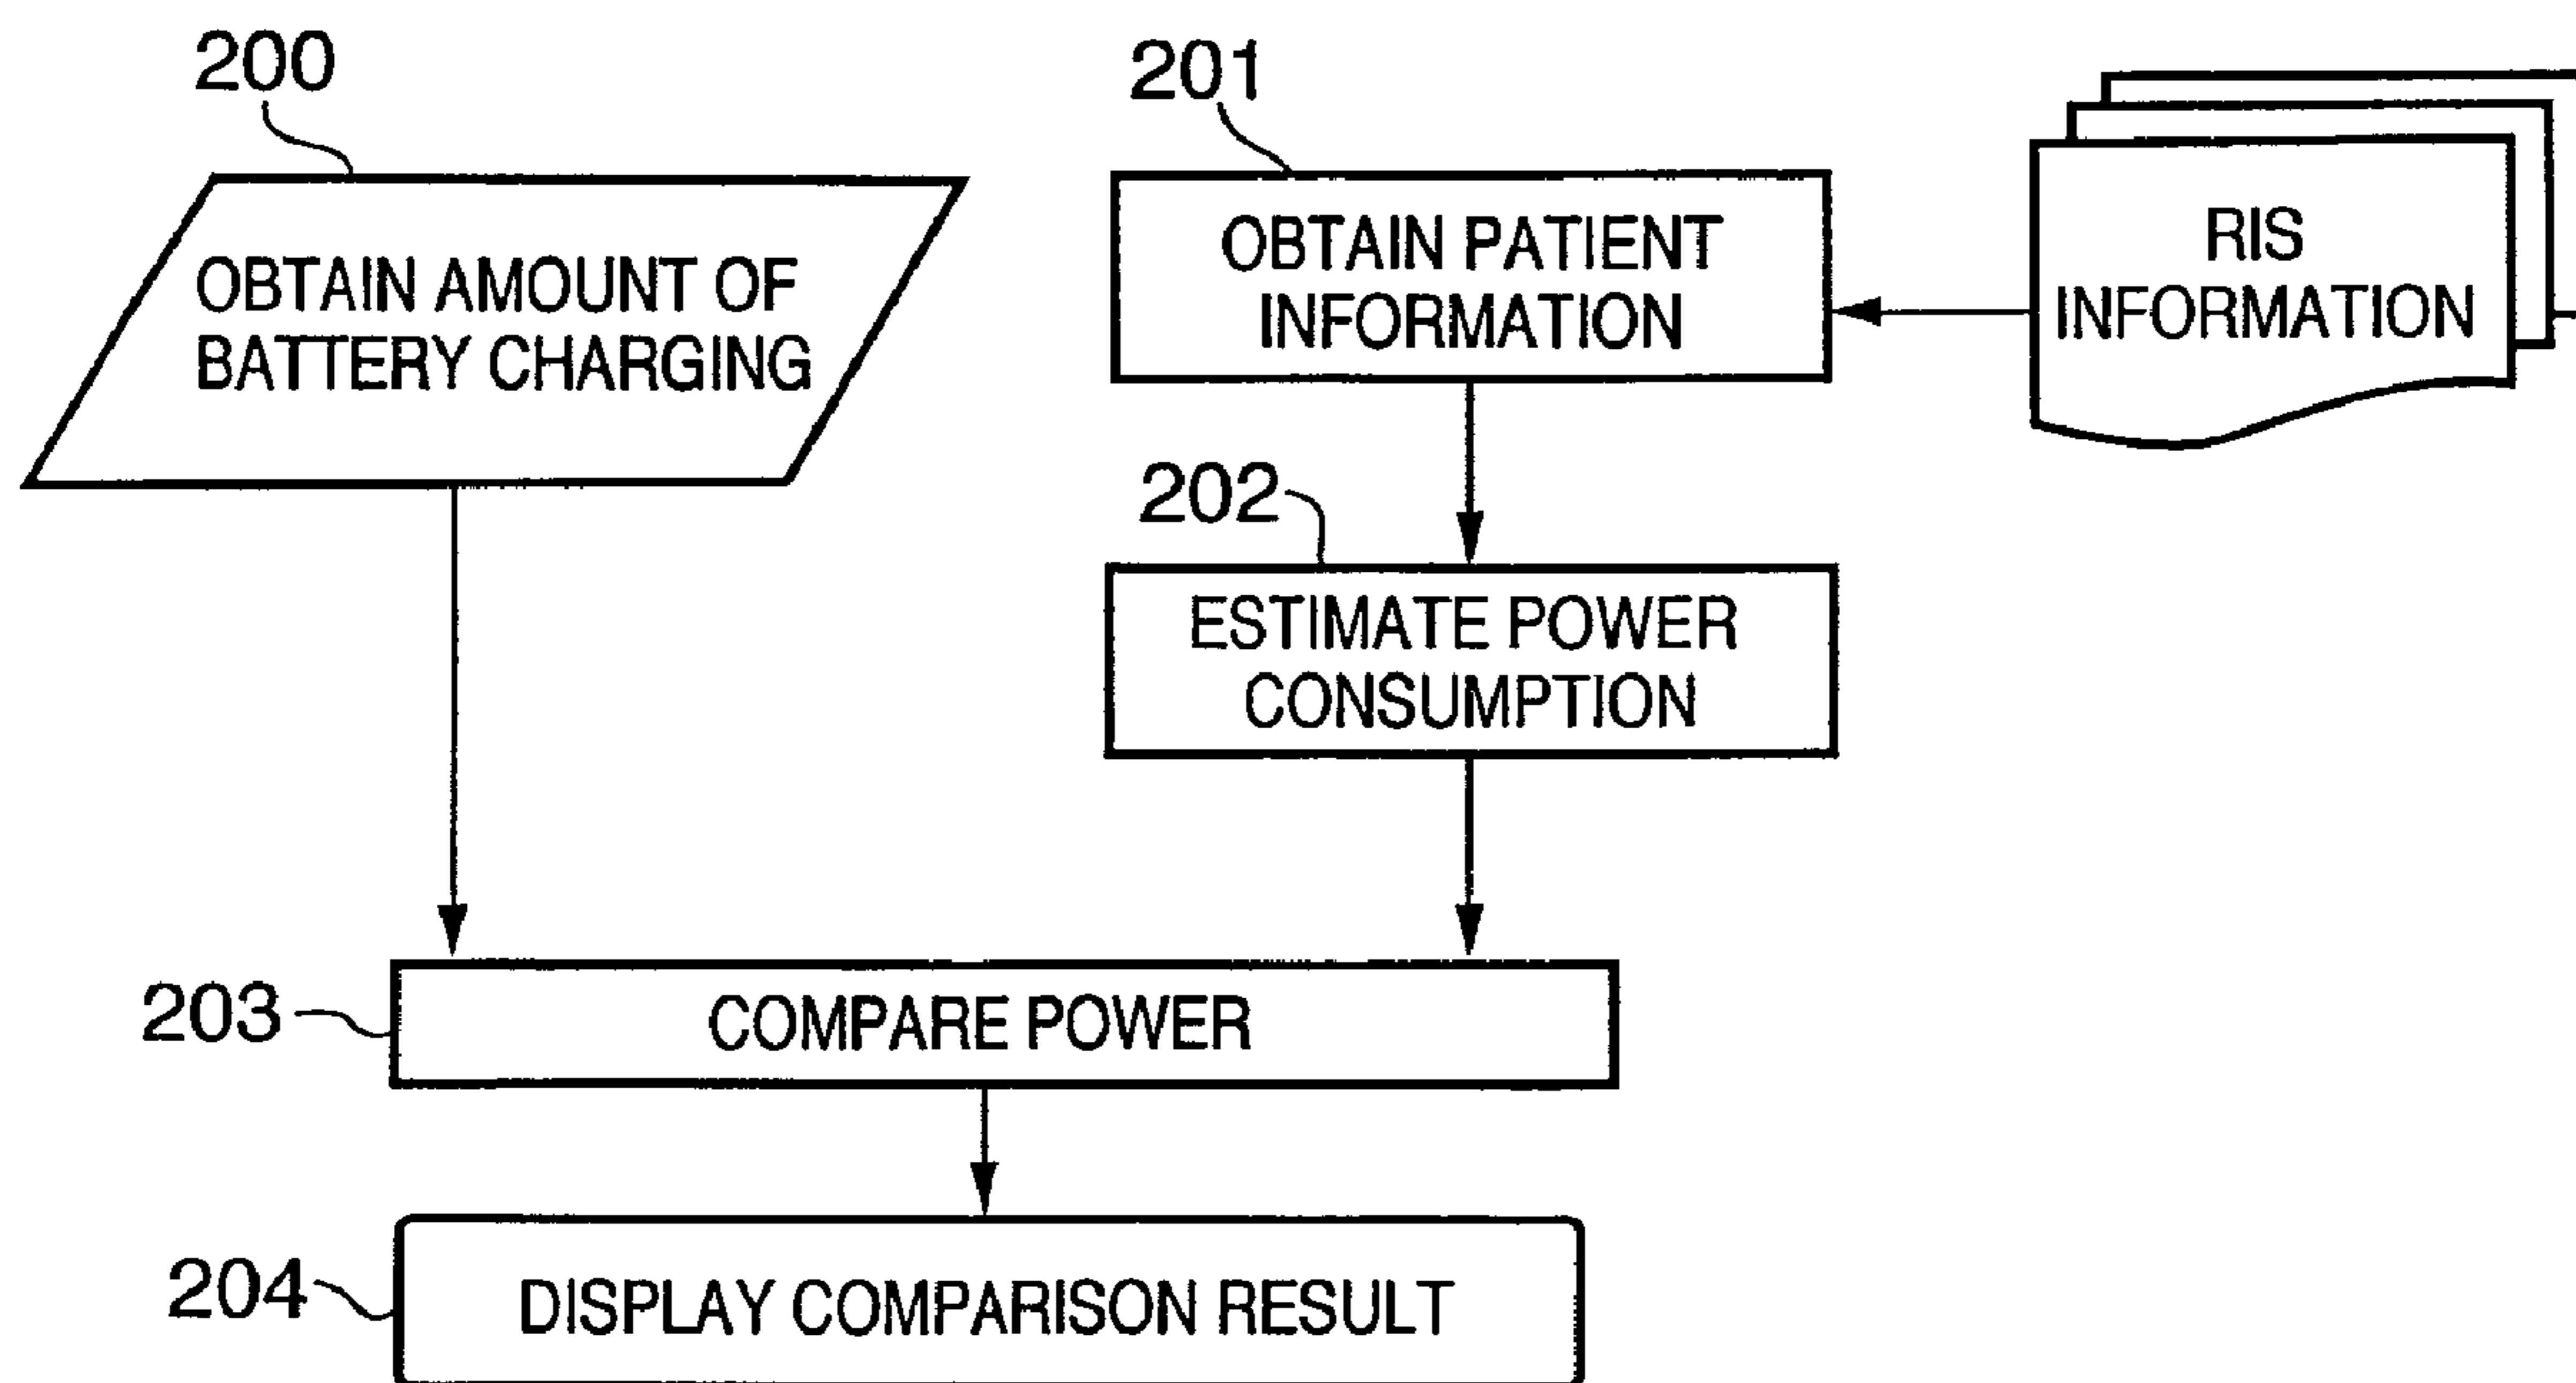 200
OBTAIN AMOUNT OF
BATTERY CHARGING
201
OBTAIN PATIENT
INFORMATION
RIS
INFORMATION
202
ESTIMATE POWER
CONSUMPTION
203
COMPARE POWER
204
DISPLAY COMPARISON RESULT